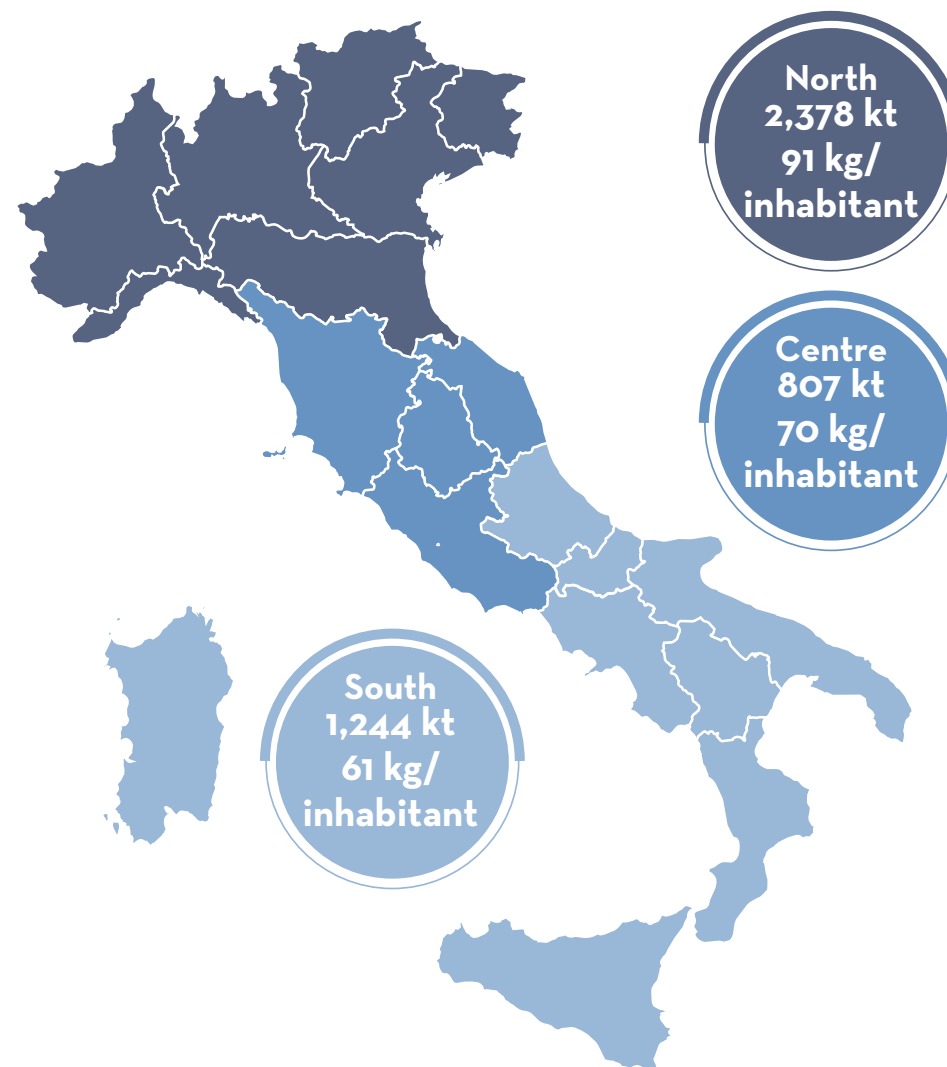 North
2,378 kt
91 kg/
inhabitant
Centre
807 kt
70 kg/
inhabitant
South
1,244 kt
61 kg/
inhabitant